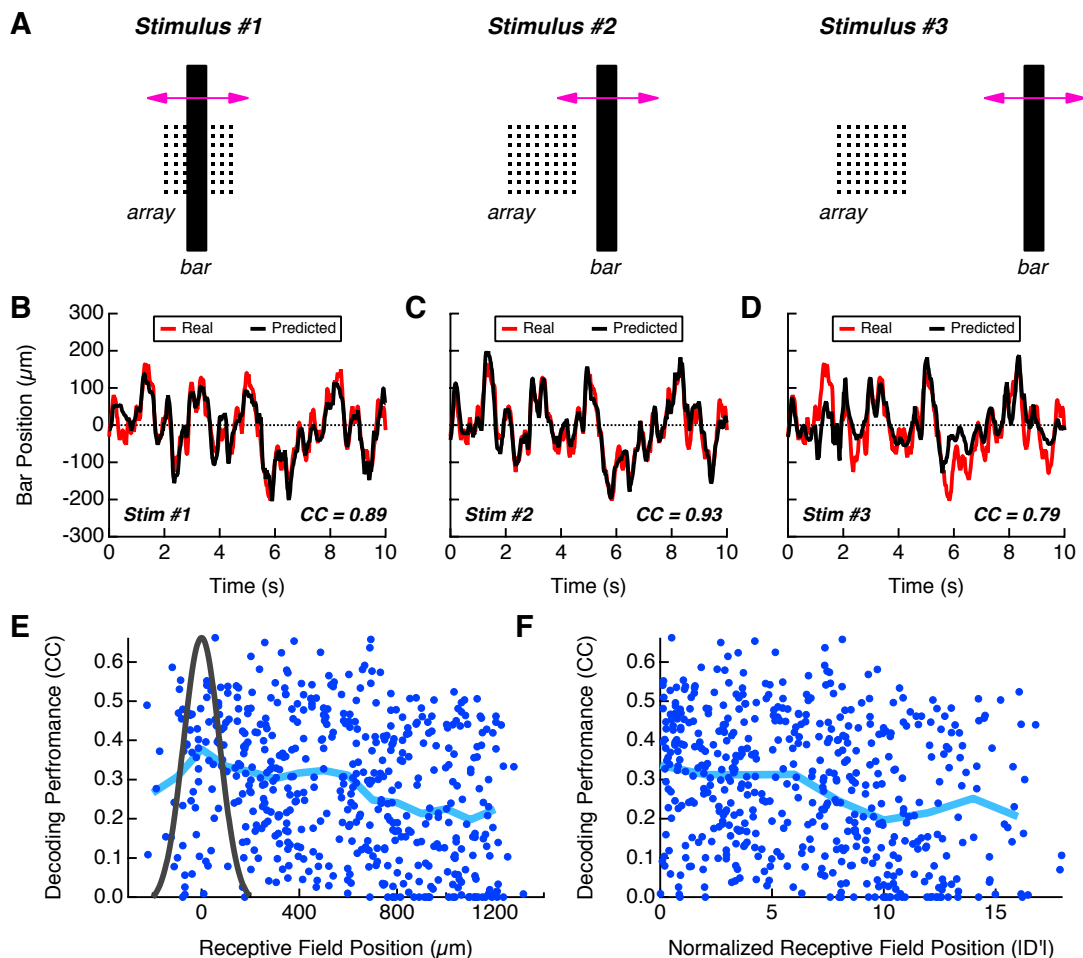 A
Stimulus #1
Stimulus #2
Stimulus #3
array
array
array
bar
bar
bar
B
C
D
300
200
100
0
-100
-200
-300
Bar Position (µm)
Real Predicted
Stim #1 CC = 0.89
0 2 4 6 8 10
Time (s)
Real Predicted
Stim #2 CC = 0.93
0 2 4 6 8 10
Time (s)
Real Predicted
Stim #3 CC = 0.79
0 2 4 6 8 10
Time (s)
E
Decoding Perfromance (CC)
0.6
0.5
0.4
0.3
0.2
0.1
0.0
0 400 800 1200
Receptive Field Position (µm)
F
Decoding Perfromance (CC)
0.6
0.5
0.4
0.3
0.2
0.1
0.0
0 5 10 15
Normalized Receptive Field Position (|D'|)